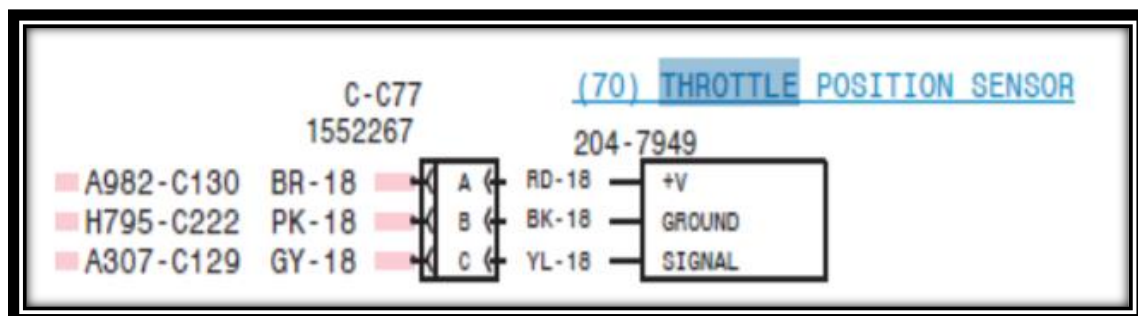 (70) THROTTLE POSITION SENSOR
C-C77
1552267
204-7949
A982-C130 BR-18 A RD-18 +V
H795-C222 PK-18 B BK-18 GROUND
A307-C129 GY-18 C YL-18 SIGNAL